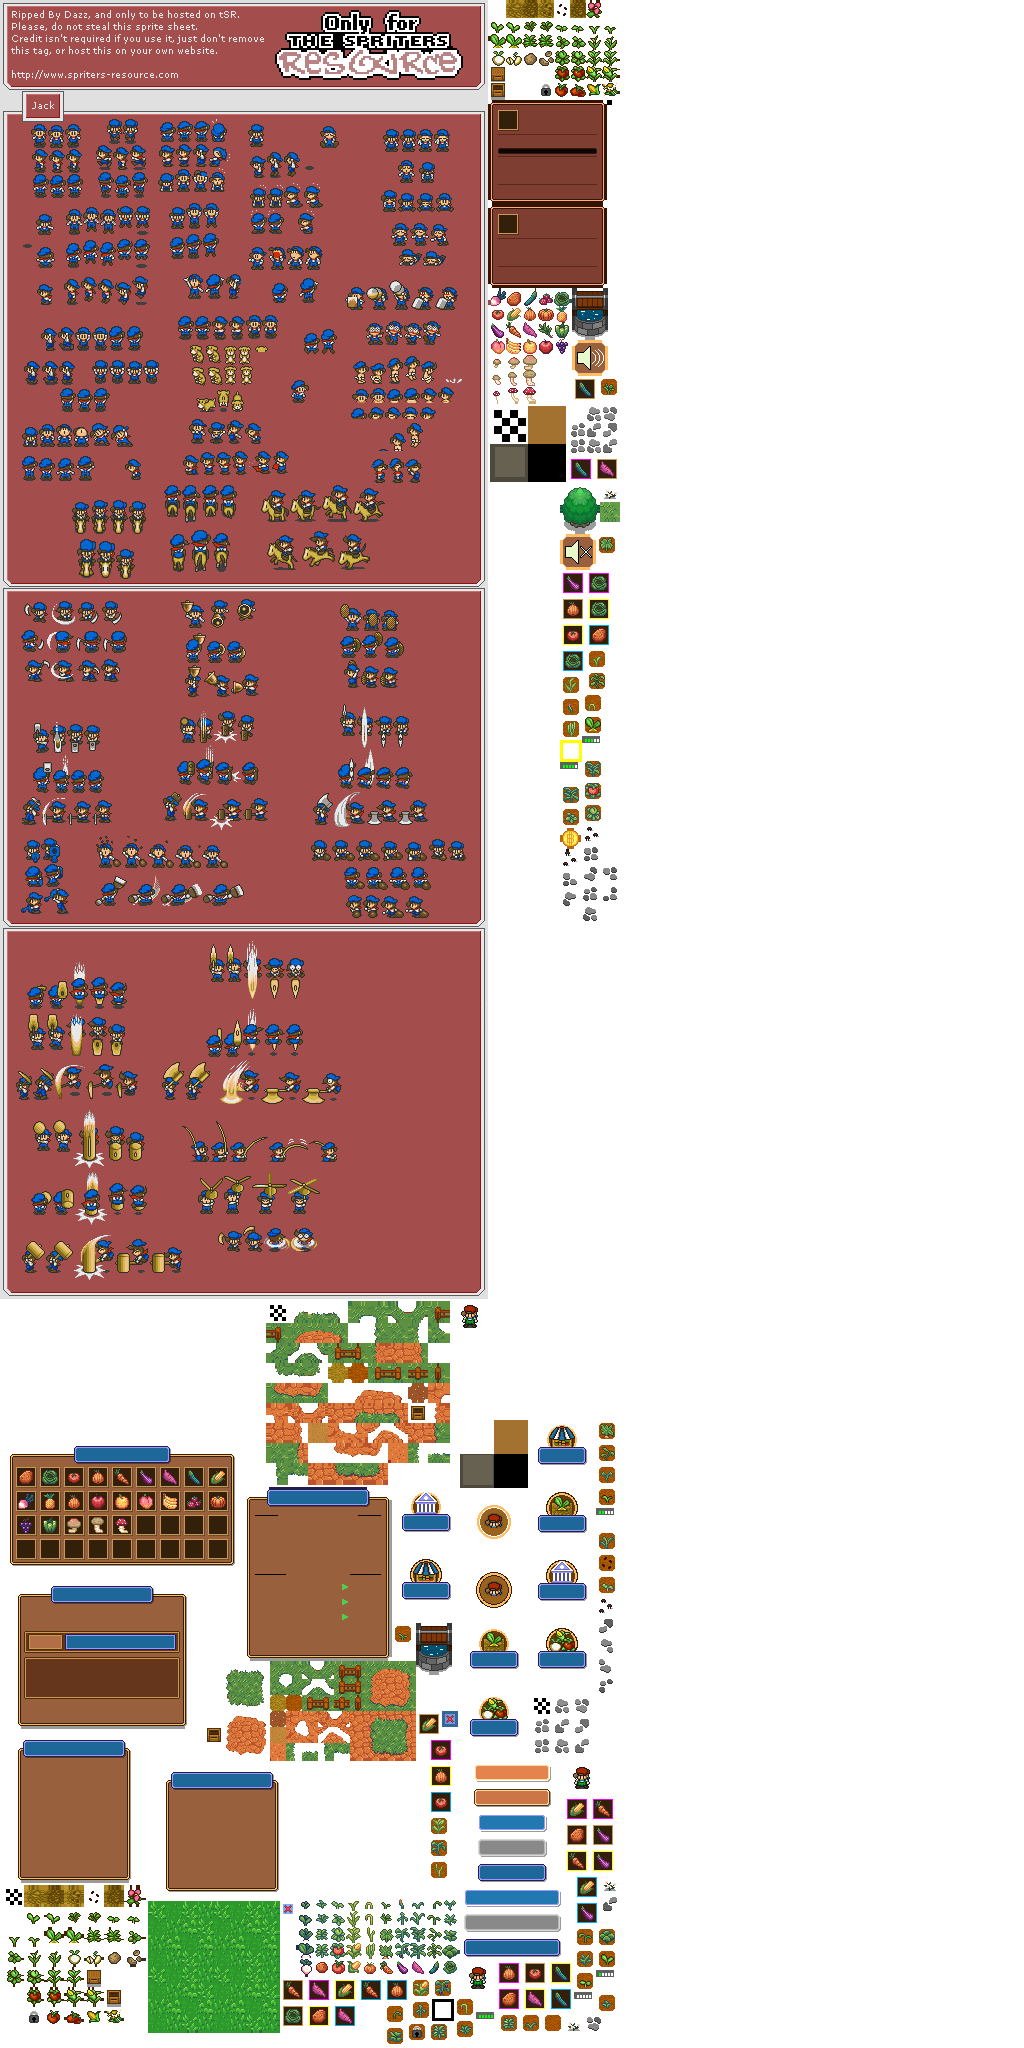 Ripped By Dazz, and only to be hosted on tSR.
Please, do not steal this sprite sheet.
Credit isn't required if you use it, just don't remove
this tag, or host this on your own website.
http://www.spriters-resource.com
Only for
THE SPRITERS
RESOURCE
Jack